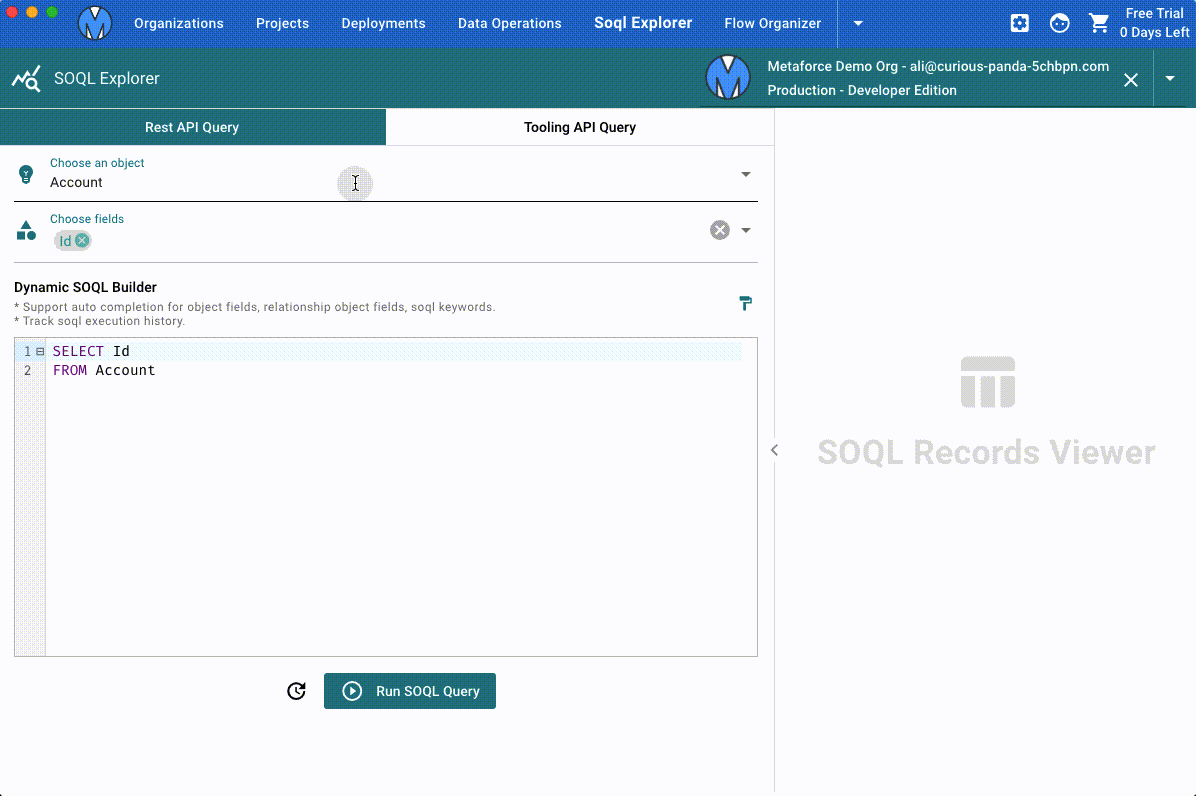 Organizations Projects Deployments Data Operations Soql Explorer Flow Organizer
Free Trial
0 Days Left
SOQL Explorer
Metaforce Demo Org - ali@curious-panda-5chbpn.com
Production - Developer Edition
Rest API Query
Tooling API Query
Choose an object
Account
Choose fields
Id
Dynamic SOQL Builder
* Support auto completion for object fields, relationship object fields, soql keywords.
* Track soql execution history.
1 SELECT Id
2 FROM Account
SOQL Records Viewer
Run SOQL Query